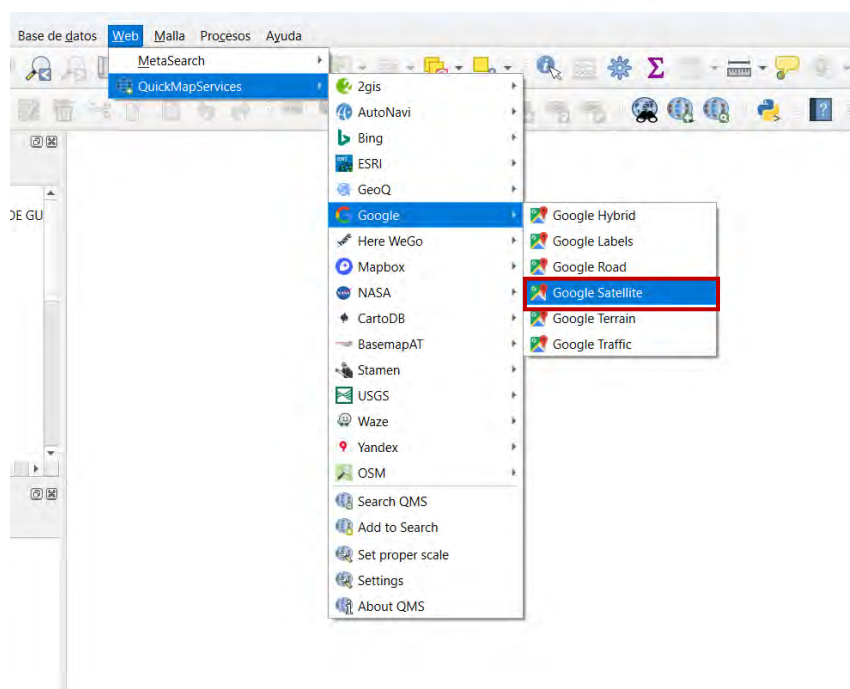 Base de datos Web Malla Procesos Ayuda
MetaSearch
QuickMapServices
2gis
AutoNavi
Bing
ESRI
GeoQ
DE GU
Google
Google Hybrid
Here WeGo
Google Labels
Mapbox
Google Road
NASA
Google Satellite
CartoDB
Google Terrain
BasemapAT
Google Traffic
Stamen
USGS
Waze
Yandex
OSM
Search QMS
Add to Search
Set proper scale
Settings
About QMS